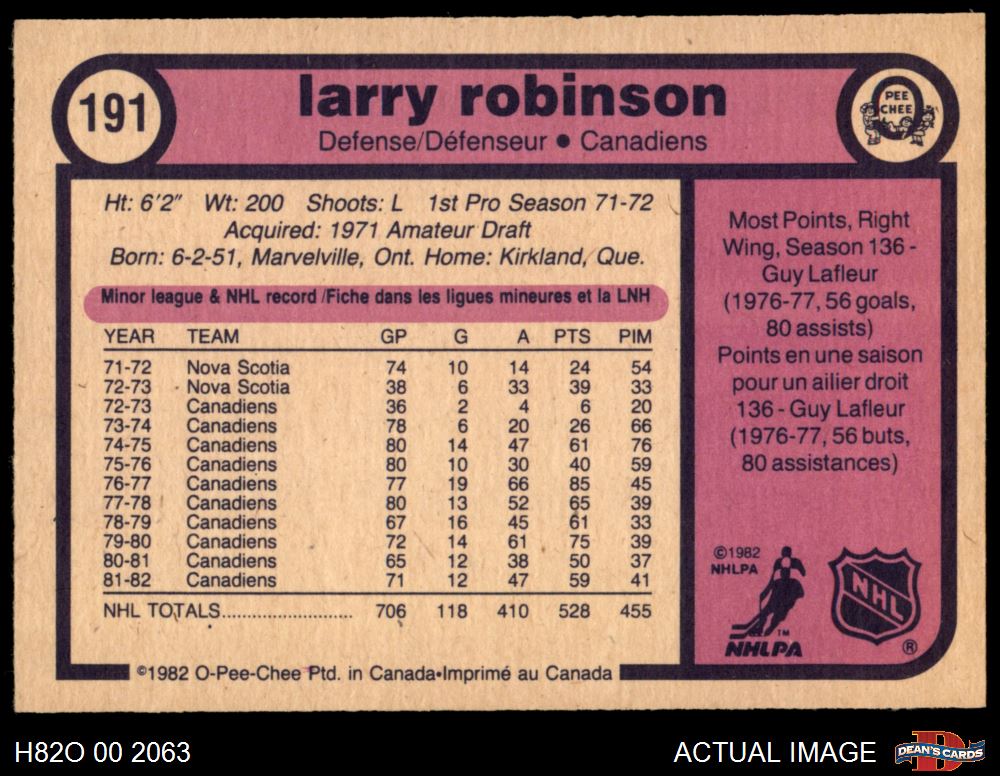 191
larry robinson
Defense/Défenseur • Canadiens
PEE
CHEE
Ht: 6'2" Wt: 200 Shoots: L 1st Pro Season 71-72
Acquired: 1971 Amateur Draft
Born: 6-2-51, Marvelville, Ont. Home: Kirkland, Que.
Minor league & NHL record /Fiche dans les ligues mineures et la LNH
YEAR TEAM GP G A PTS PIM
71-72 Nova Scotia 74 10 14 24 54
72-73 Nova Scotia 38 6 33 39 33
72-73 Canadiens 36 2 4 6 20
73-74 Canadiens 78 6 20 26 66
74-75 Canadiens 80 14 47 61 76
75-76 Canadiens 80 10 30 40 59
76-77 Canadiens 77 19 66 85 45
77-78 Canadiens 80 13 52 65 39
78-79 Canadiens 67 16 45 61 33
79-80 Canadiens 72 14 61 75 39
80-81 Canadiens 65 12 38 50 37
81-82 Canadiens 71 12 47 59 41
NHL TOTALS........................ 706 118 410 528 455
©1982 O-Pee-Chee Ptd. in Canada•Imprimé au Canada
Most Points, Right
Wing, Season 136 -
Guy Lafleur
(1976-77, 56 goals,
80 assists)
Points en une saison
pour un ailier droit
136 - Guy Lafleur
(1976-77, 56 buts,
80 assistances)
©1982
NHLPA
TM
NHLPA
NHL
®
H82O 00 2063
ACTUAL IMAGE
DEAN'S CARDS